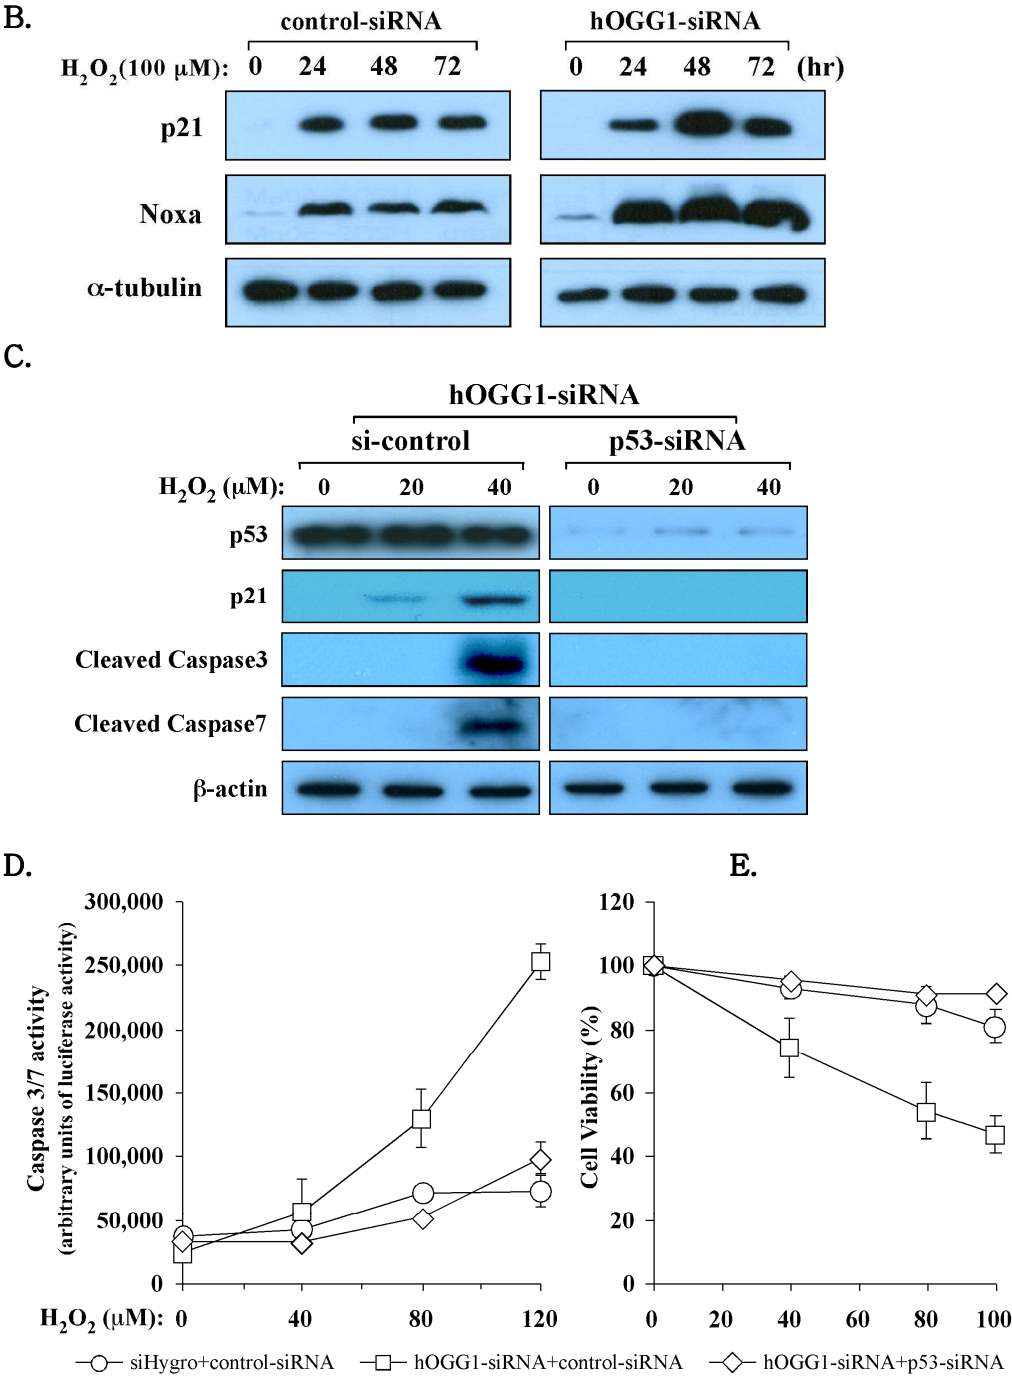 B.
control-siRNA hOGG1-siRNA
H2O2(100 μM): 0 24 48 72 0 24 48 72 (hr)
p21
Noxa
α-tubulin
C.
hOGG1-siRNA
si-control p53-siRNA
H2O2 (μM): 0 20 40 0 20 40
p53
p21
Cleaved Caspase3
Cleaved Caspase7
β-actin
D.
Caspase 3/7 activity
(arbitrary units of luciferase activity)
300,000
250,000
200,000
150,000
100,000
50,000
0
H2O2 (μM): 0 40 80 120
E.
Cell Viability (%)
120
100
80
60
40
20
0
0 20 40 60 80 100
siHygro+control-siRNA hOGG1-siRNA+control-siRNA hOGG1-siRNA+p53-siRNA